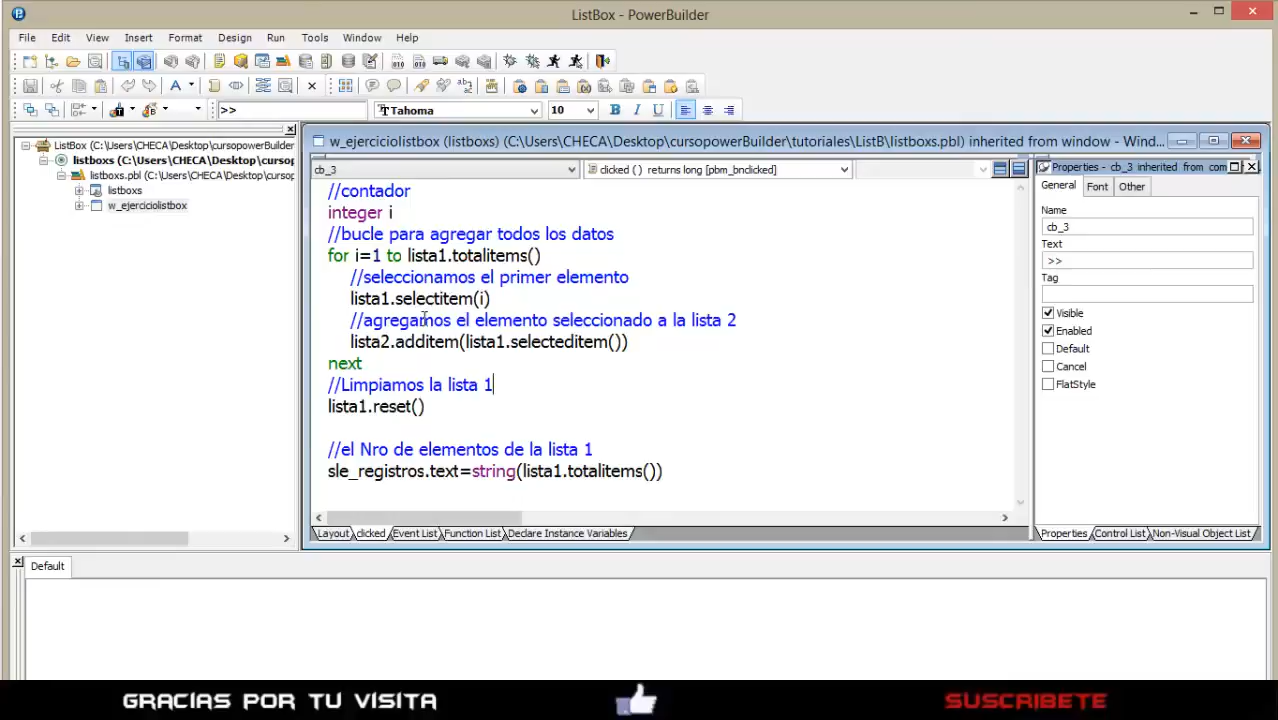 ListBox - PowerBuilder
File Edit View Insert Format Design Run Tools Window Help
>> Tahoma 10 B I U
ListBox (C:\Users\CHECA\Desktop\cursopowerBuilder
listboxs (C:\Users\CHECA\Desktop\cursop
listboxs.pbl (C:\Users\CHECA\Desktop\curso
listboxs
w_ejerciciolistbox
w_ejerciciolistbox (listboxs) (C:\Users\CHECA\Desktop\cursopowerBuilder\tutoriales\ListB\listboxs.pbl) inherited from window - Wind...
cb_3 clicked ( ) returns long [pbm_bnclicked]
//contador
integer i
//bucle para agregar todos los datos
for i=1 to lista1.totalitems()
//seleccionamos el primer elemento
lista1.selectitem(i)
//agregamos el elemento seleccionado a la lista 2
lista2.additem(lista1.selecteditem())
next
//Limpiamos la lista 1
lista1.reset()
//el Nro de elementos de la lista 1
sle_registros.text=string(lista1.totalitems())
Layout clicked Event List Function List Declare Instance Variables
Properties - cb_3 inherited from com
General Font Other
Name
cb_3
Text
>>
Tag
Visible
Enabled
Default
Cancel
FlatStyle
Properties Control List Non-Visual Object List
Default
GRACIAS POR TU VISITA
SUSCRIBETE